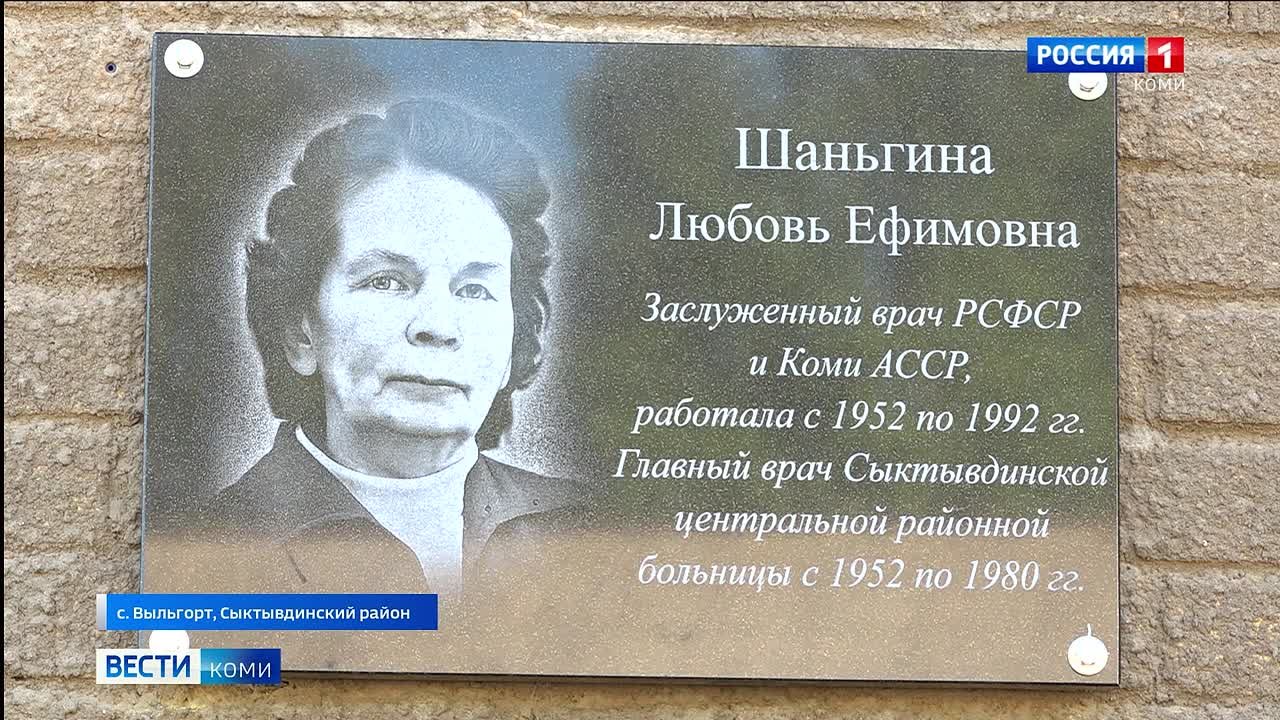 РОССИЯ 1
КОМИ
Шаньгина
Любовь Ефимовна
Заслуженный врач РСФСР
и Коми АССР,
работала с 1952 по 1992 гг.
Главный врач Сыктывдинской
центральной районной
больницы с 1952 по 1980 гг.
с. Выльгорт, Сыктывдинский район
ВЕСТИ КОМИ